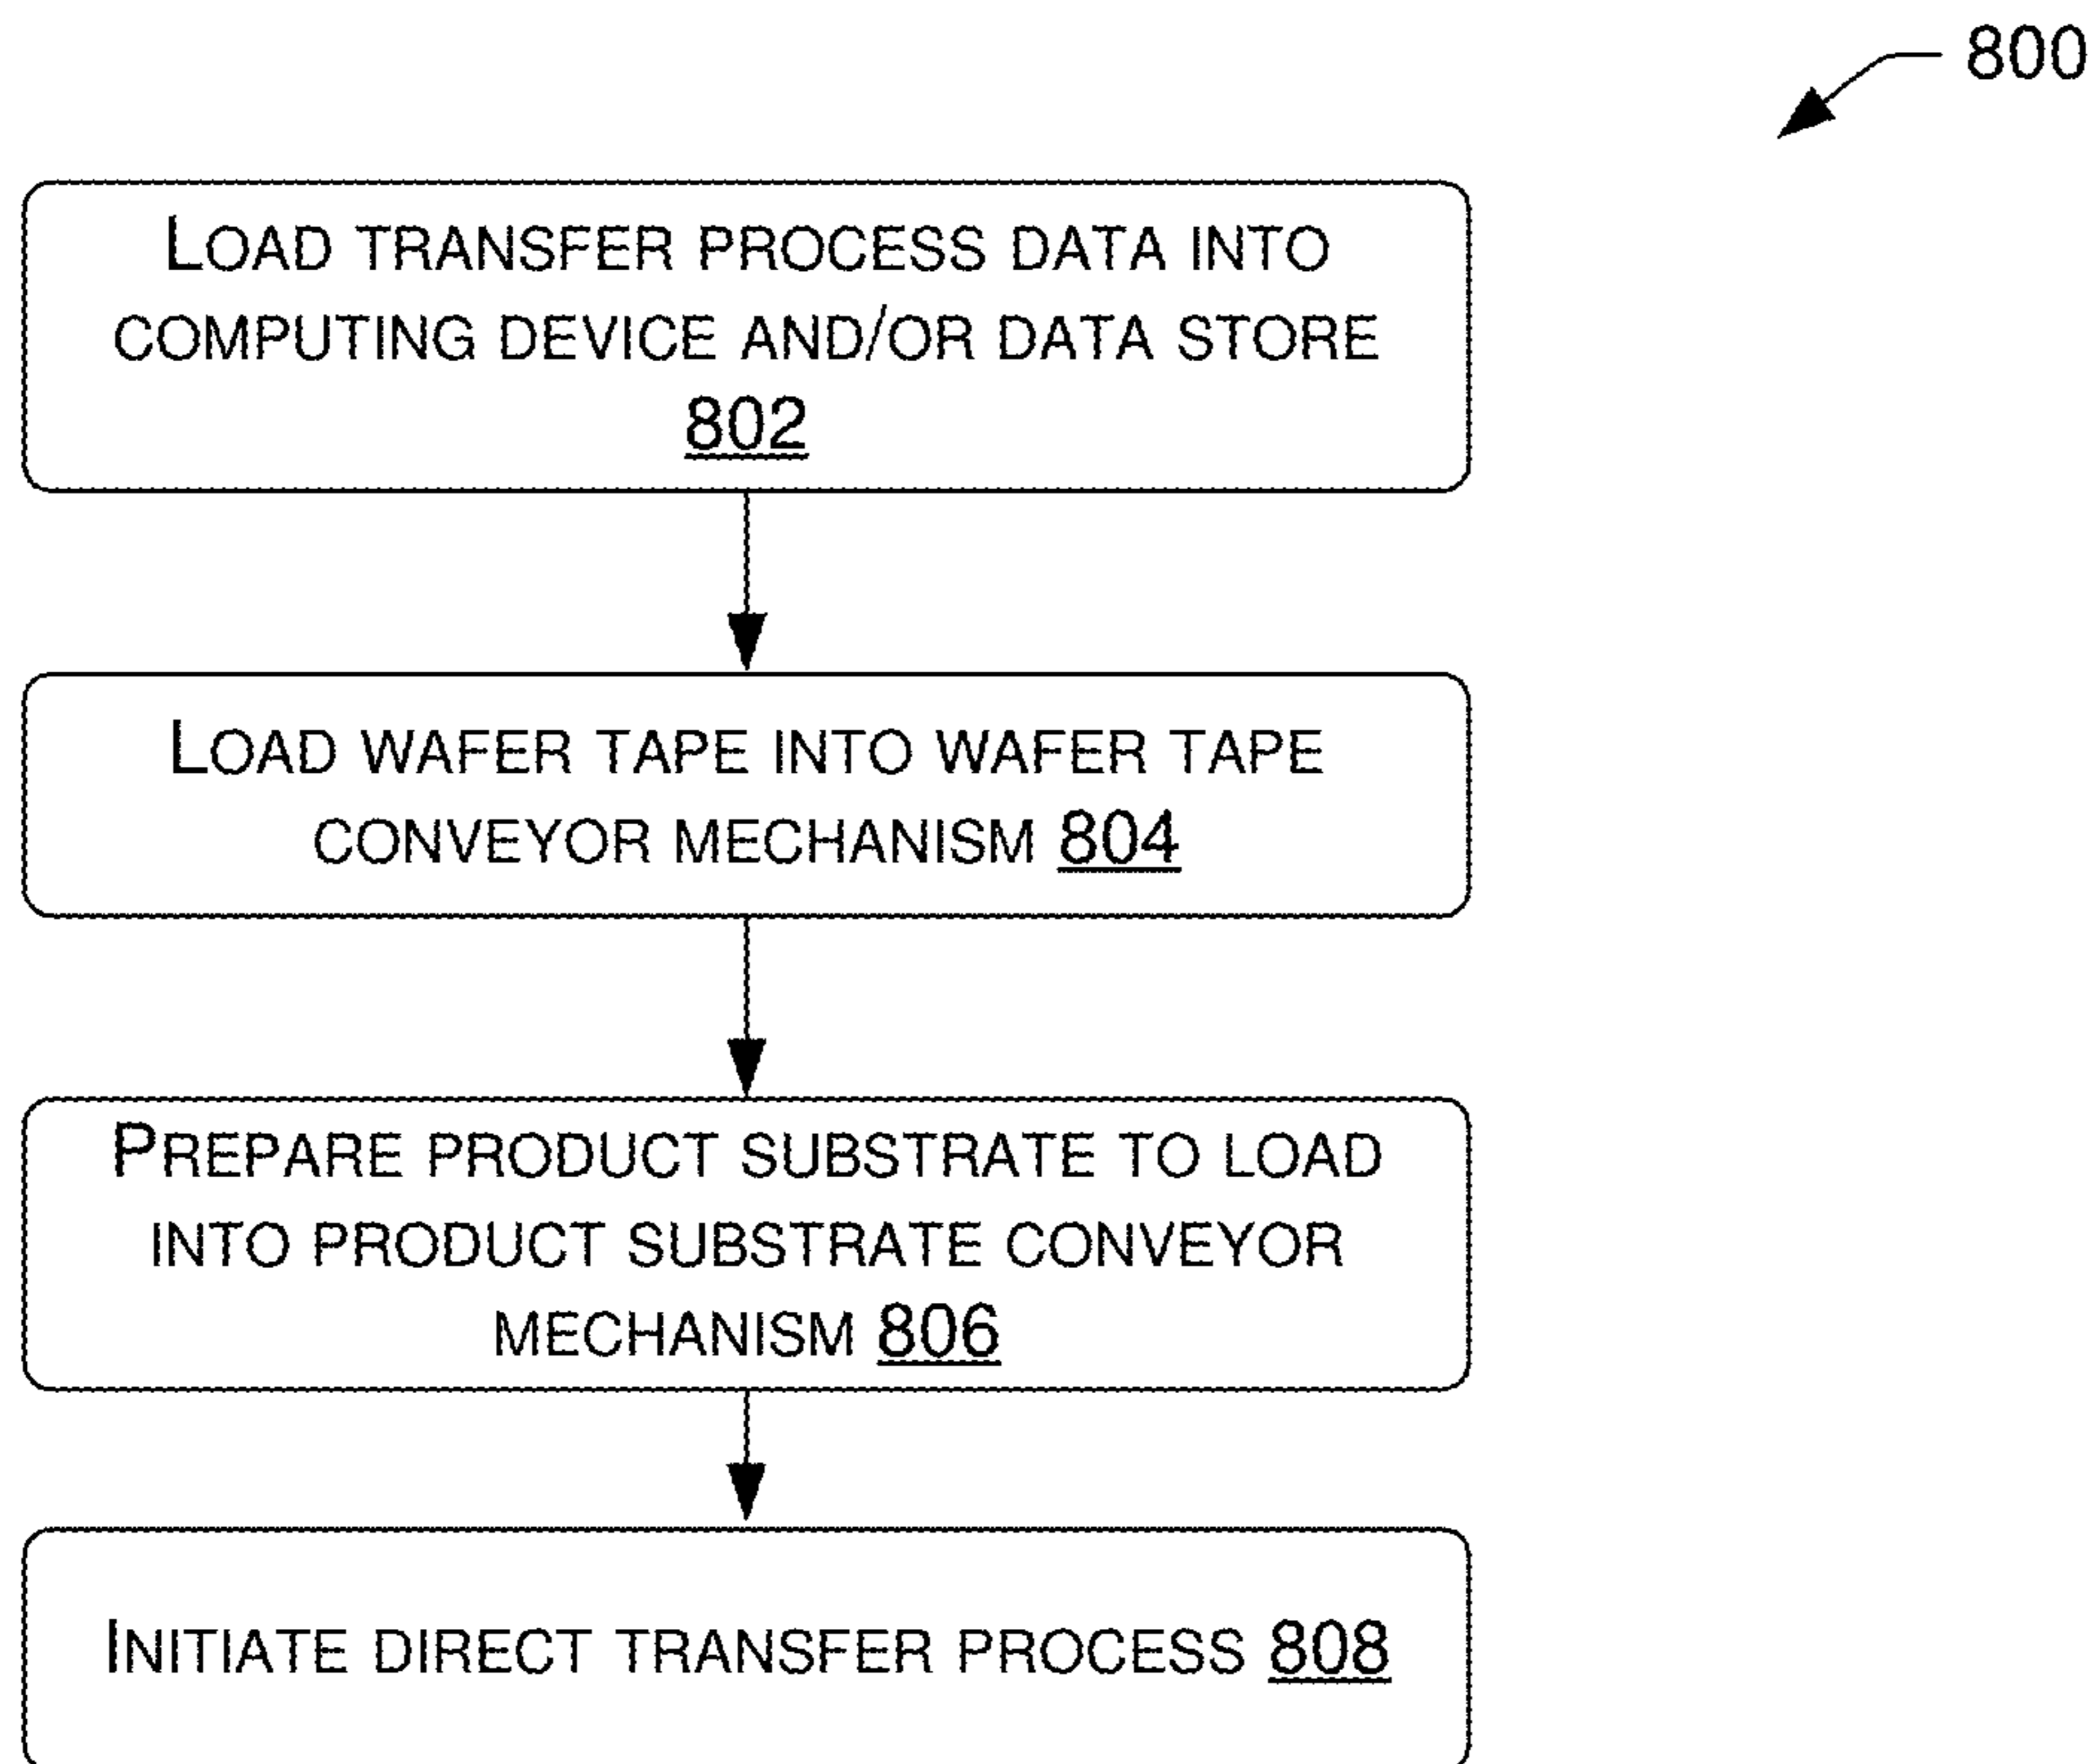 800
LOAD TRANSFER PROCESS DATA INTO
COMPUTING DEVICE AND/OR DATA STORE
802
LOAD WAFER TAPE INTO WAFER TAPE
CONVEYOR MECHANISM 804
PREPARE PRODUCT SUBSTRATE TO LOAD
INTO PRODUCT SUBSTRATE CONVEYOR
MECHANISM 806
INITIATE DIRECT TRANSFER PROCESS 808